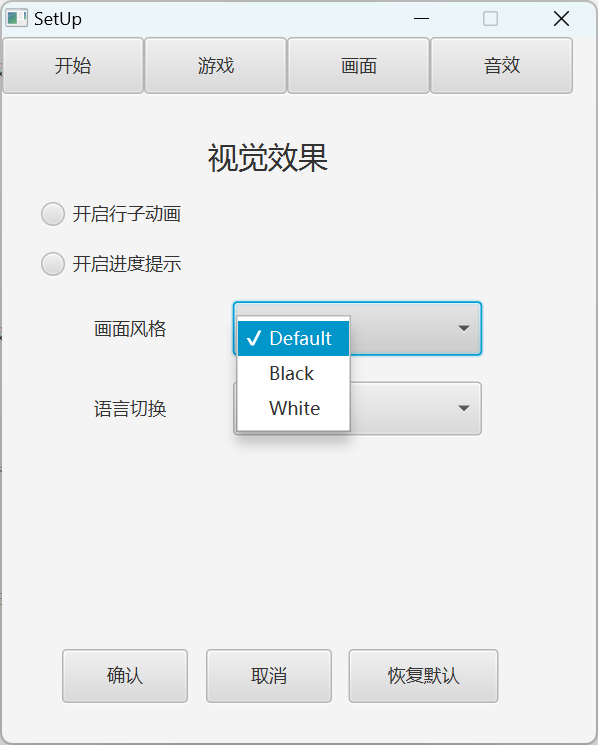 SetUp
开始 游戏 画面 音效
视觉效果
开启行子动画
开启进度提示
画面风格
Default
Black
White
语言切换
确认 取消 恢复默认